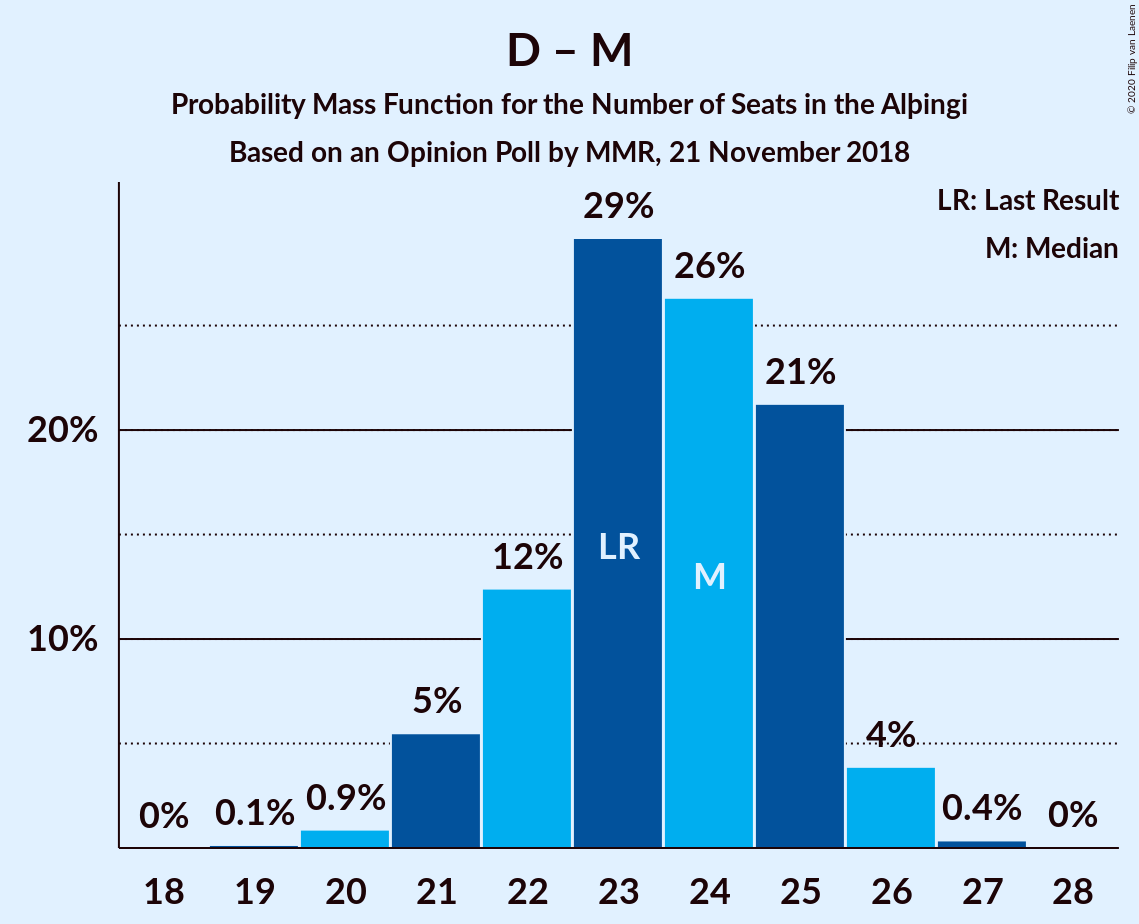 D – M
Probability Mass Function for the Number of Seats in the Alþingi
Based on an Opinion Poll by MMR, 21 November 2018
© 2020 Filip van Laenen
LR: Last Result
M: Median
29%
26%
21%
20%
12%
LR
M
10%
5%
4%
0%
0.1%
0.9%
0.4%
0%
18 19 20 21 22 23 24 25 26 27 28